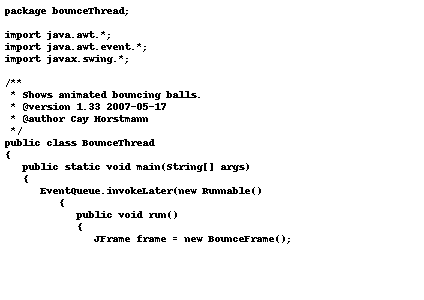 package bounceThread;

import java.awt.*;
import java.awt.event.*;
import javax.swing.*;

/**
 * Shows animated bouncing balls.
 * @version 1.33 2007-05-17
 * @author Cay Horstmann
 */
public class BounceThread
{
   public static void main(String[] args)
   {
      EventQueue.invokeLater(new Runnable()
         {
            public void run()
            {
               JFrame frame = new BounceFrame();